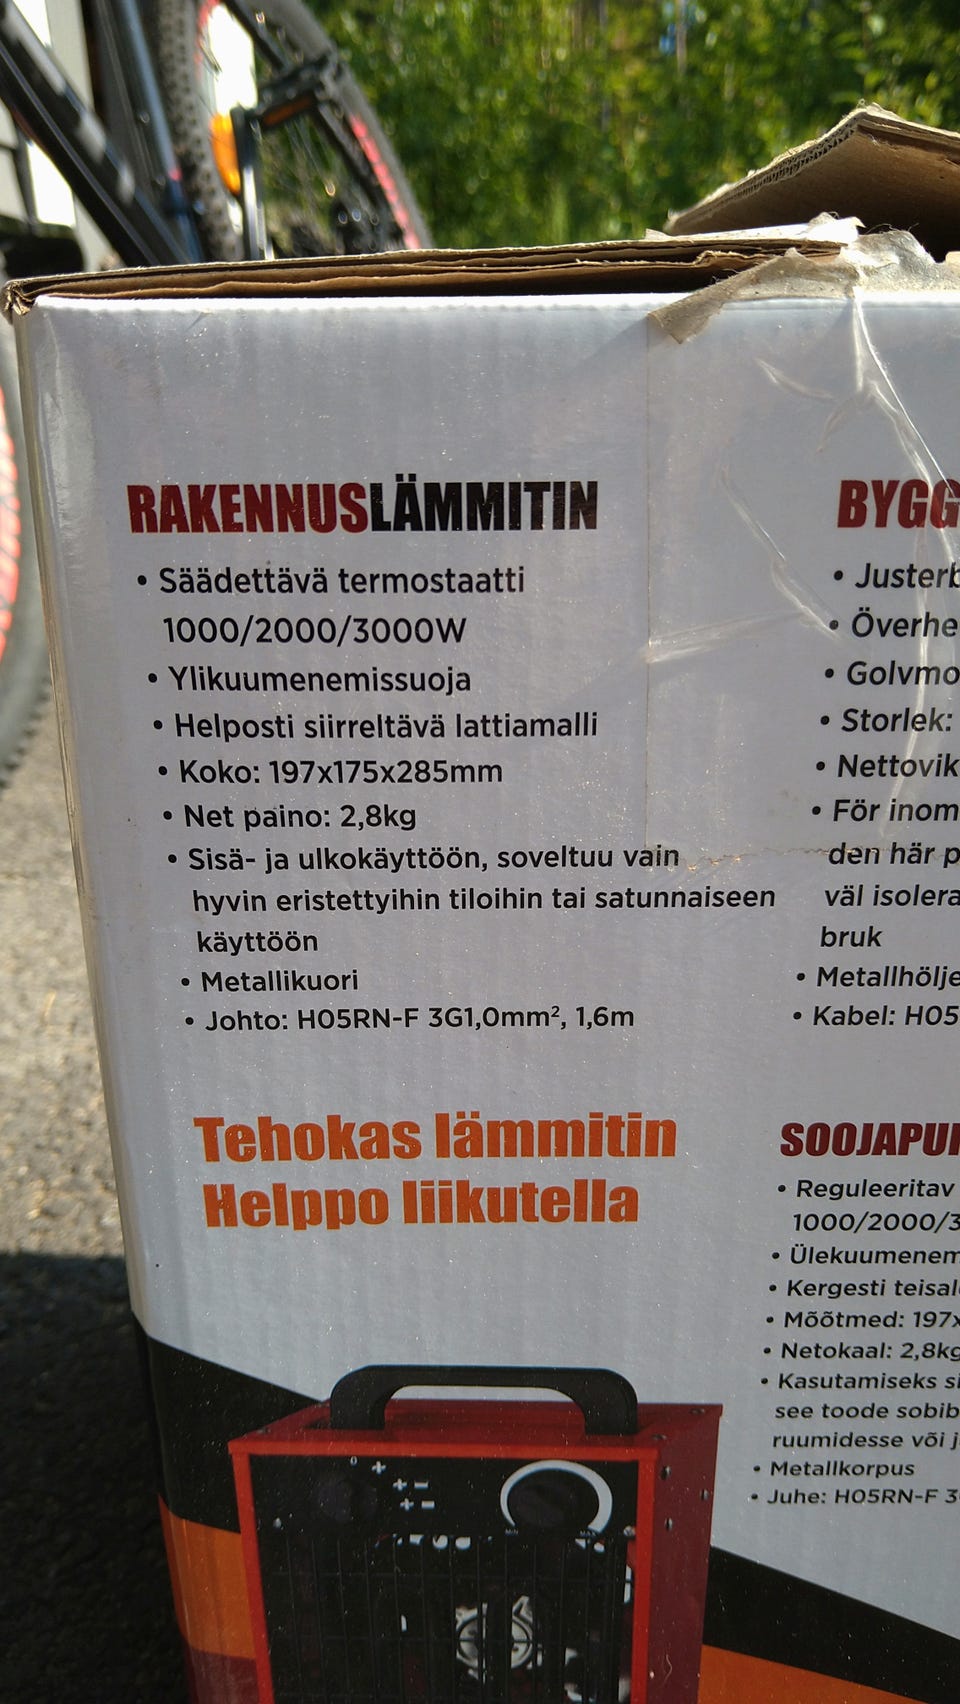 RAKENNUSLÄMMITIN
• Säädettävä termostaatti
1000/2000/3000W
• Ylikuumenemissuoja
• Helposti siirreltävä lattiamalli
• Koko: 197x175x285mm
• Net paino: 2,8kg
• Sisä- ja ulkokäyttöön, soveltuu vain
hyvin eristettyihin tiloihin tai satunnaiseen
käyttöön
• Metallikuori
• Johto: H05RN-F 3G1,0mm², 1,6m
Tehokas lämmitin
Helppo liikutella
BYGG
• Justerb
• Överhe
• Golvmo
• Storlek:
• Nettovik
• För inom
den här p
väl isolera
bruk
• Metallhölje
• Kabel: H05
SOOJAPU
• Reguleeritav
1000/2000/3
• Ülekuumenem
• Kergesti teisal
• Mõõtmed: 197x
• Netokaal: 2,8kg
• Kasutamiseks si
see toode sobib
ruumidesse või j
• Metallkorpus
• Juhe: H05RN-F 3
MIN MAX